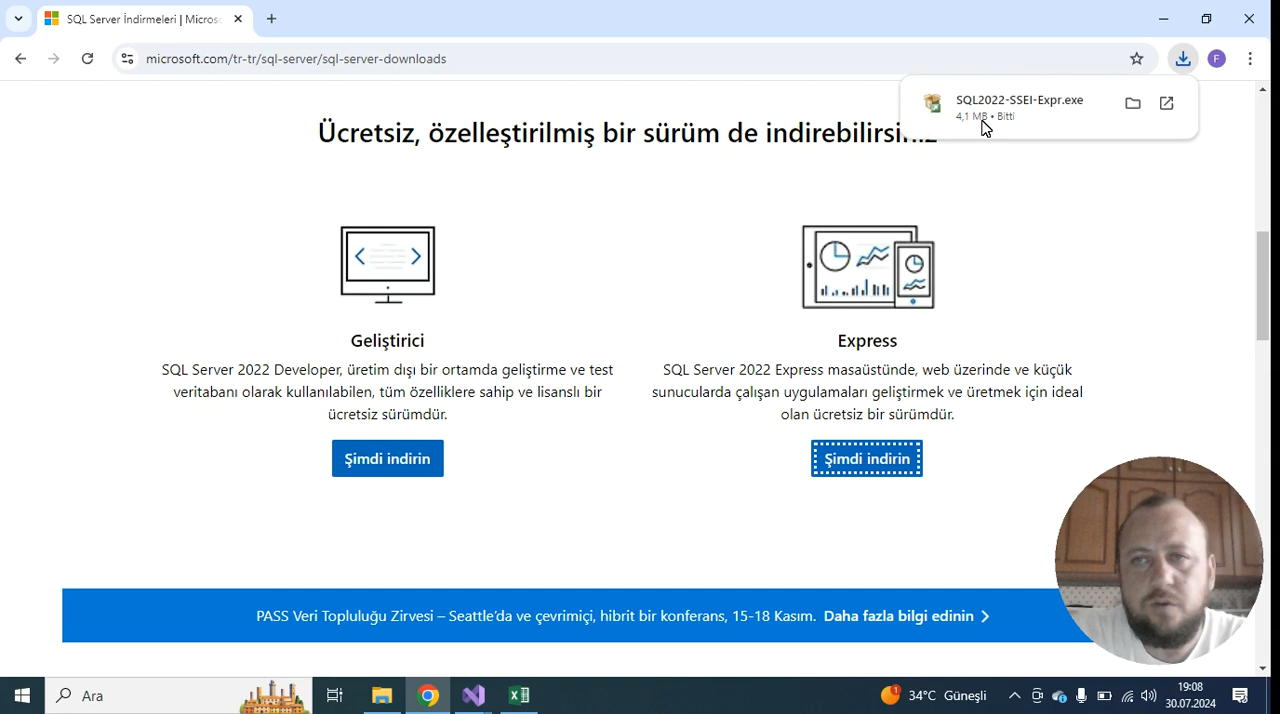 SQL Server İndirmeleri | Micros
microsoft.com/tr-tr/sql-server/sql-server-downloads
F
SQL2022-SSEI-Expr.exe
4,1 MB • Bitti
Ücretsiz, özelleştirilmiş bir sürüm de indirebilirsiniz
Geliştirici
SQL Server 2022 Developer, üretim dışı bir ortamda geliştirme ve test
veritabanı olarak kullanılabilen, tüm özelliklere sahip ve lisanslı bir
ücretsiz sürümdür.
Şimdi indirin
Express
SQL Server 2022 Express masaüstünde, web üzerinde ve küçük
sunucularda çalışan uygulamaları geliştirmek ve üretmek için ideal
olan ücretsiz bir sürümdür.
Şimdi indirin
PASS Veri Topluluğu Zirvesi – Seattle'da ve çevrimiçi, hibrit bir konferans, 15-18 Kasım. Daha fazla bilgi edinin
Ara
1
34°C Güneşli
19:08
30.07.2024